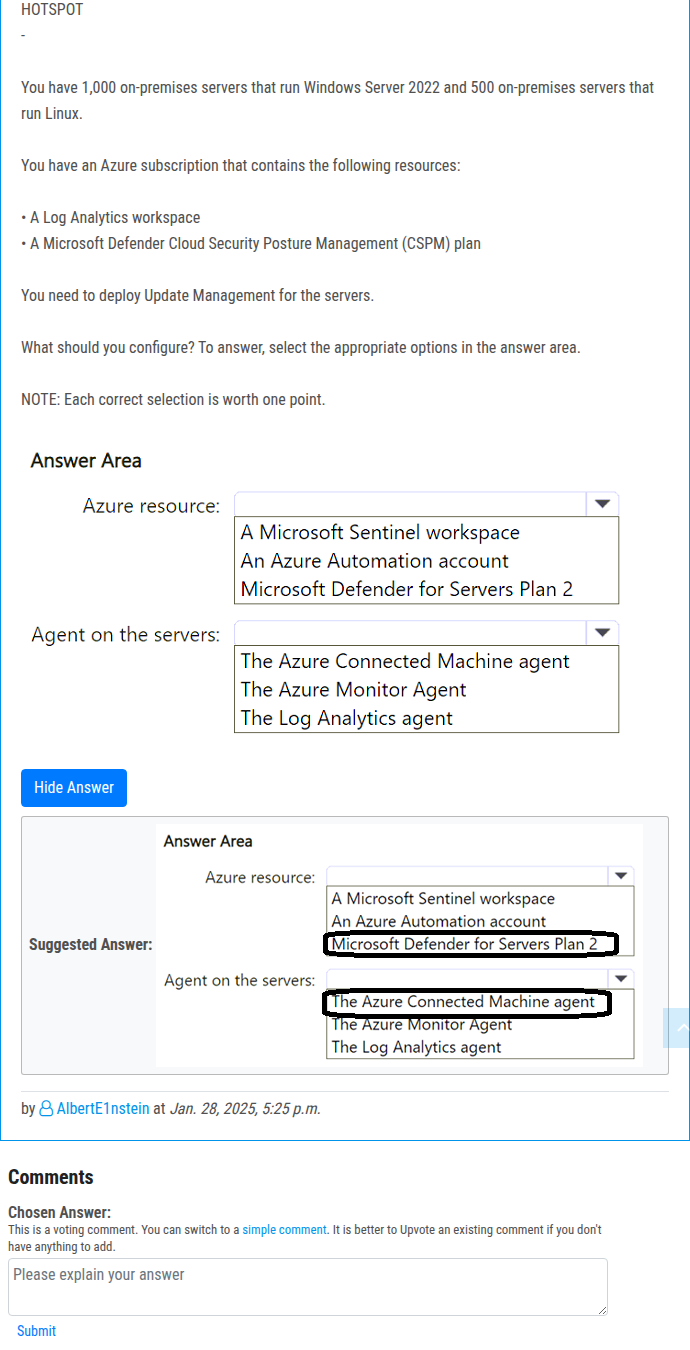 HOTSPOT
-
You have 1,000 on-premises servers that run Windows Server 2022 and 500 on-premises servers that
run Linux.
You have an Azure subscription that contains the following resources:
• A Log Analytics workspace
• A Microsoft Defender Cloud Security Posture Management (CSPM) plan
You need to deploy Update Management for the servers.
What should you configure? To answer, select the appropriate options in the answer area.
NOTE: Each correct selection is worth one point.
Answer Area
Azure resource:
A Microsoft Sentinel workspace
An Azure Automation account
Microsoft Defender for Servers Plan 2
Agent on the servers:
The Azure Connected Machine agent
The Azure Monitor Agent
The Log Analytics agent
Hide Answer
Suggested Answer:
Answer Area
Azure resource:
A Microsoft Sentinel workspace
An Azure Automation account
Microsoft Defender for Servers Plan 2
Agent on the servers:
The Azure Connected Machine agent
The Azure Monitor Agent
The Log Analytics agent
by AlbertE1nstein at Jan. 28, 2025, 5:25 p.m.
Comments
Chosen Answer:
This is a voting comment. You can switch to a simple comment. It is better to Upvote an existing comment if you don't
have anything to add.
Please explain your answer
Submit